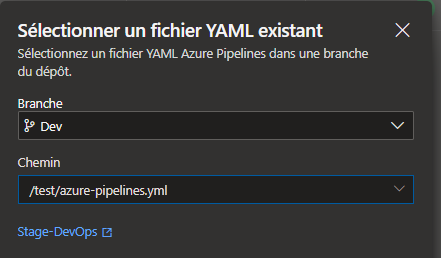 Sélectionner un fichier YAML existant
Sélectionnez un fichier YAML Azure Pipelines dans une branche
du dépôt.
Branche
Dev
Chemin
/test/azure-pipelines.yml
Stage-DevOps